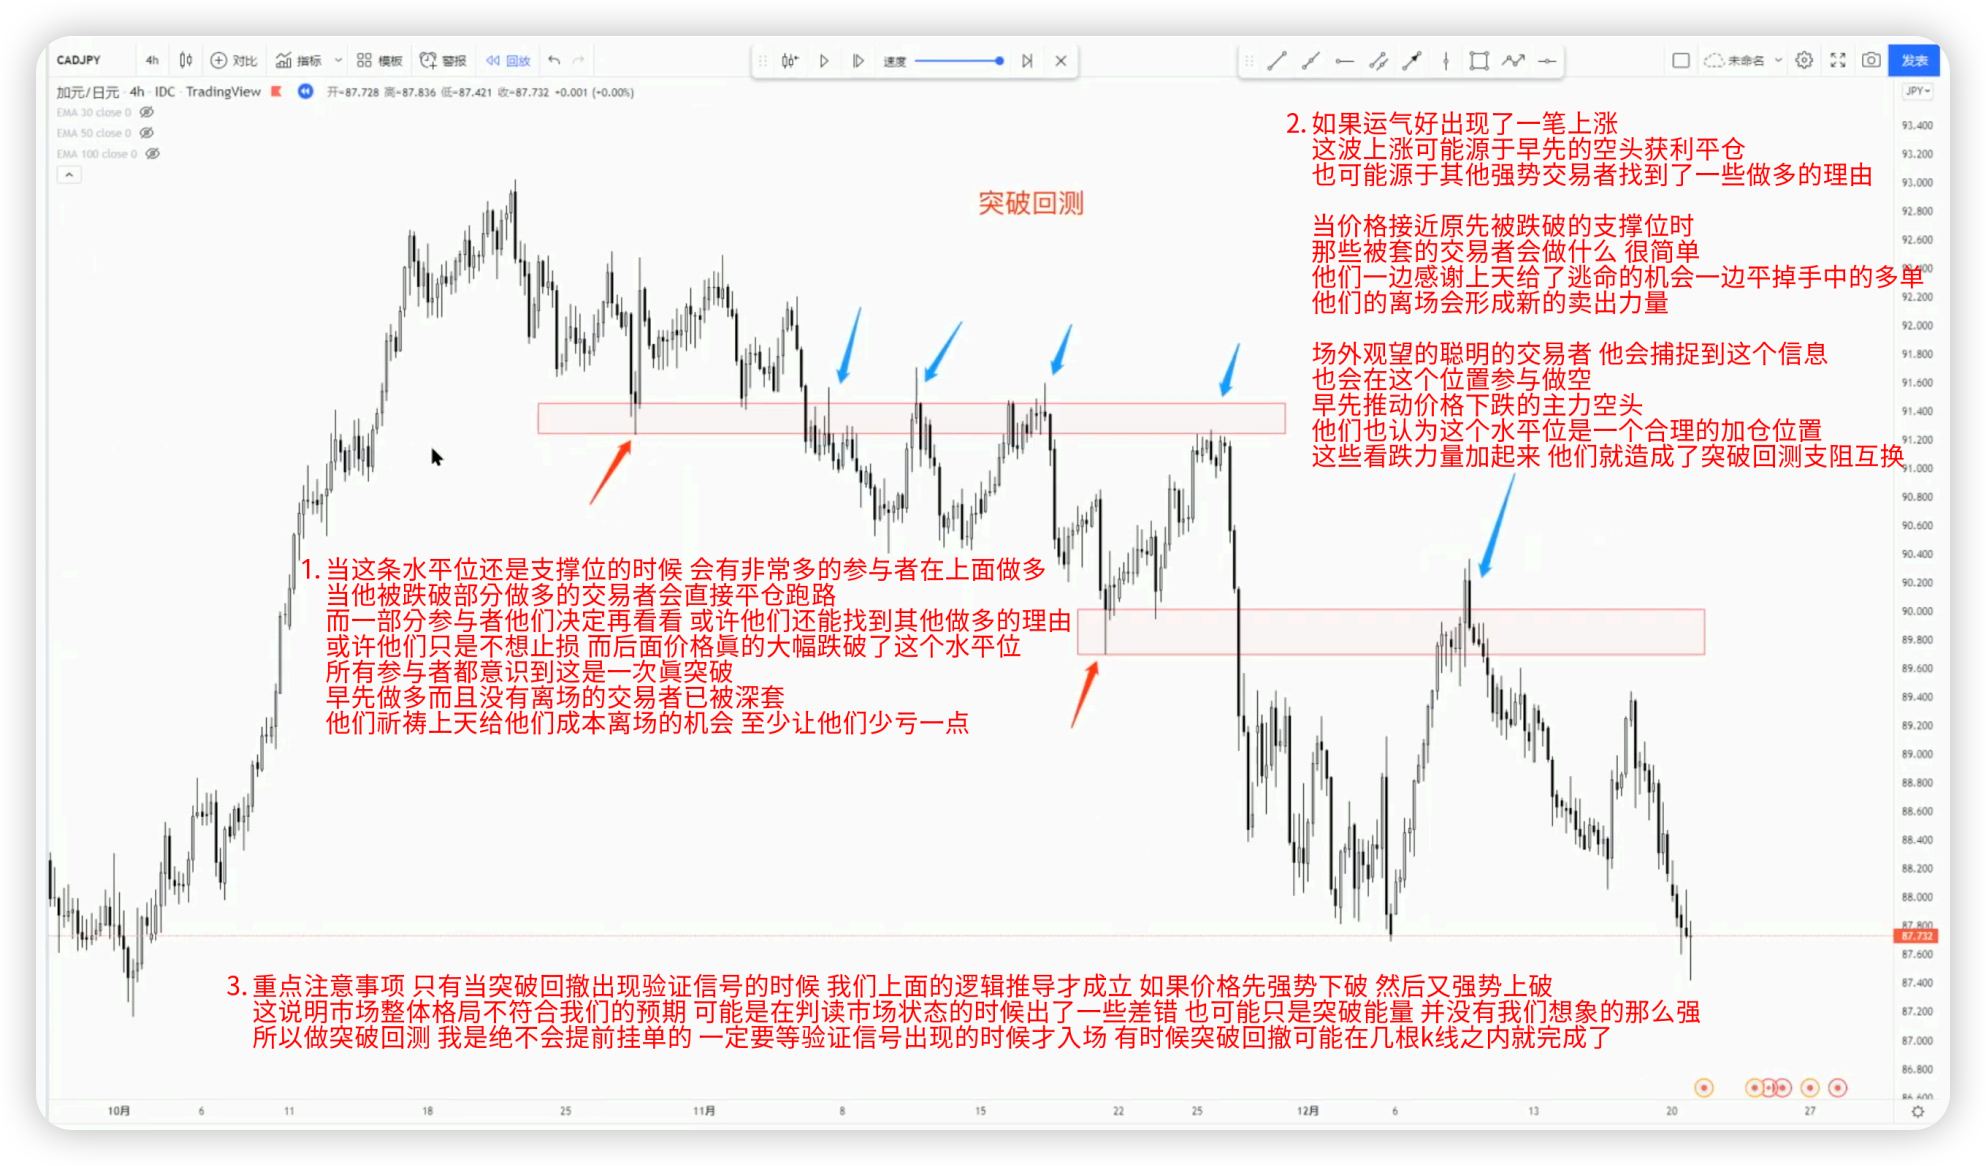 CADJPY 4h 对比 指标 模板 警报 回放 速度 未命名 发表
加元/日元 · 4h · IDC · TradingView 开=87.728 高=87.836 低=87.421 收=87.732 +0.001 (+0.00%)
JPY
EMA 30 close 0
EMA 50 close 0
EMA 100 close 0
突破回测
2. 如果运气好出现了一笔上涨
这波上涨可能源于早先的空头获利平仓
也可能源于其他强势交易者找到了一些做多的理由
当价格接近原先被跌破的支撑位时
那些被套的交易者会做什么 很简单
他们一边感谢上天给了逃命的机会一边平掉手中的多单
他们的离场会形成新的卖出力量
场外观望的聪明的交易者 他会捕捉到这个信息
也会在这个位置参与做空
早先推动价格下跌的主力空头
他们也认为这个水平位是一个合理的加仓位置
这些看跌力量加起来 他们就造成了突破回测支阻互换
1. 当这条水平位还是支撑位的时候 会有非常多的参与者在上面做多
当他被跌破部分做多的交易者会直接平仓跑路
而一部分参与者他们决定再看看 或许他们还能找到其他做多的理由
或许他们只是不想止损 而后面价格真的大幅跌破了这个水平位
所有参与者都意识到这是一次真突破
早先做多而且没有离场的交易者已被深套
他们祈祷上天给他们成本离场的机会 至少让他们少亏一点
3. 重点注意事项 只有当突破回撤出现验证信号的时候 我们上面的逻辑推导才成立 如果价格先强势下破 然后又强势上破
这说明市场整体格局不符合我们的预期 可能是在判读市场状态的时候出了一些差错 也可能只是突破能量 并没有我们想象的那么强
所以做突破回测 我是绝不会提前挂单的 一定要等验证信号出现的时候才入场 有时候突破回撤可能在几根k线之内就完成了
93.400
93.200
93.000
92.800
92.600
92.400
92.200
92.000
91.800
91.600
91.400
91.200
91.000
90.800
90.600
90.400
90.200
90.000
89.800
89.600
89.400
89.200
89.000
88.800
88.600
88.400
88.200
88.000
87.800
87.732
87.600
87.400
87.200
87.000
86.800
86.600
10月 6 11 18 25 11月 8 15 22 25 12月 6 13 20 27